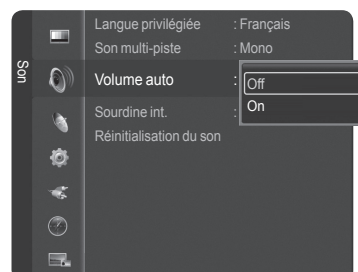 Son
Langue privilégiée : Français
Son multi-piste : Mono
Volume auto : Off
On
Sourdine int. :
Réinitialisation du son